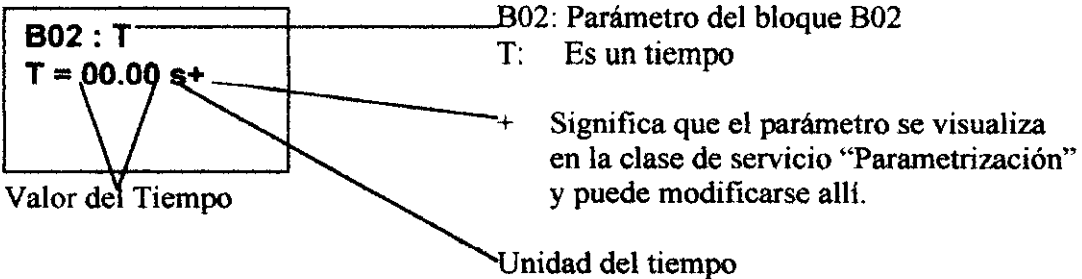 B02 : T
T = 00.00 s+
Valor del Tiempo
B02: Parámetro del bloque B02
T: Es un tiempo
+ Significa que el parámetro se visualiza
en la clase de servicio “Parametrización”
y puede modificarse allí.
Unidad del tiempo